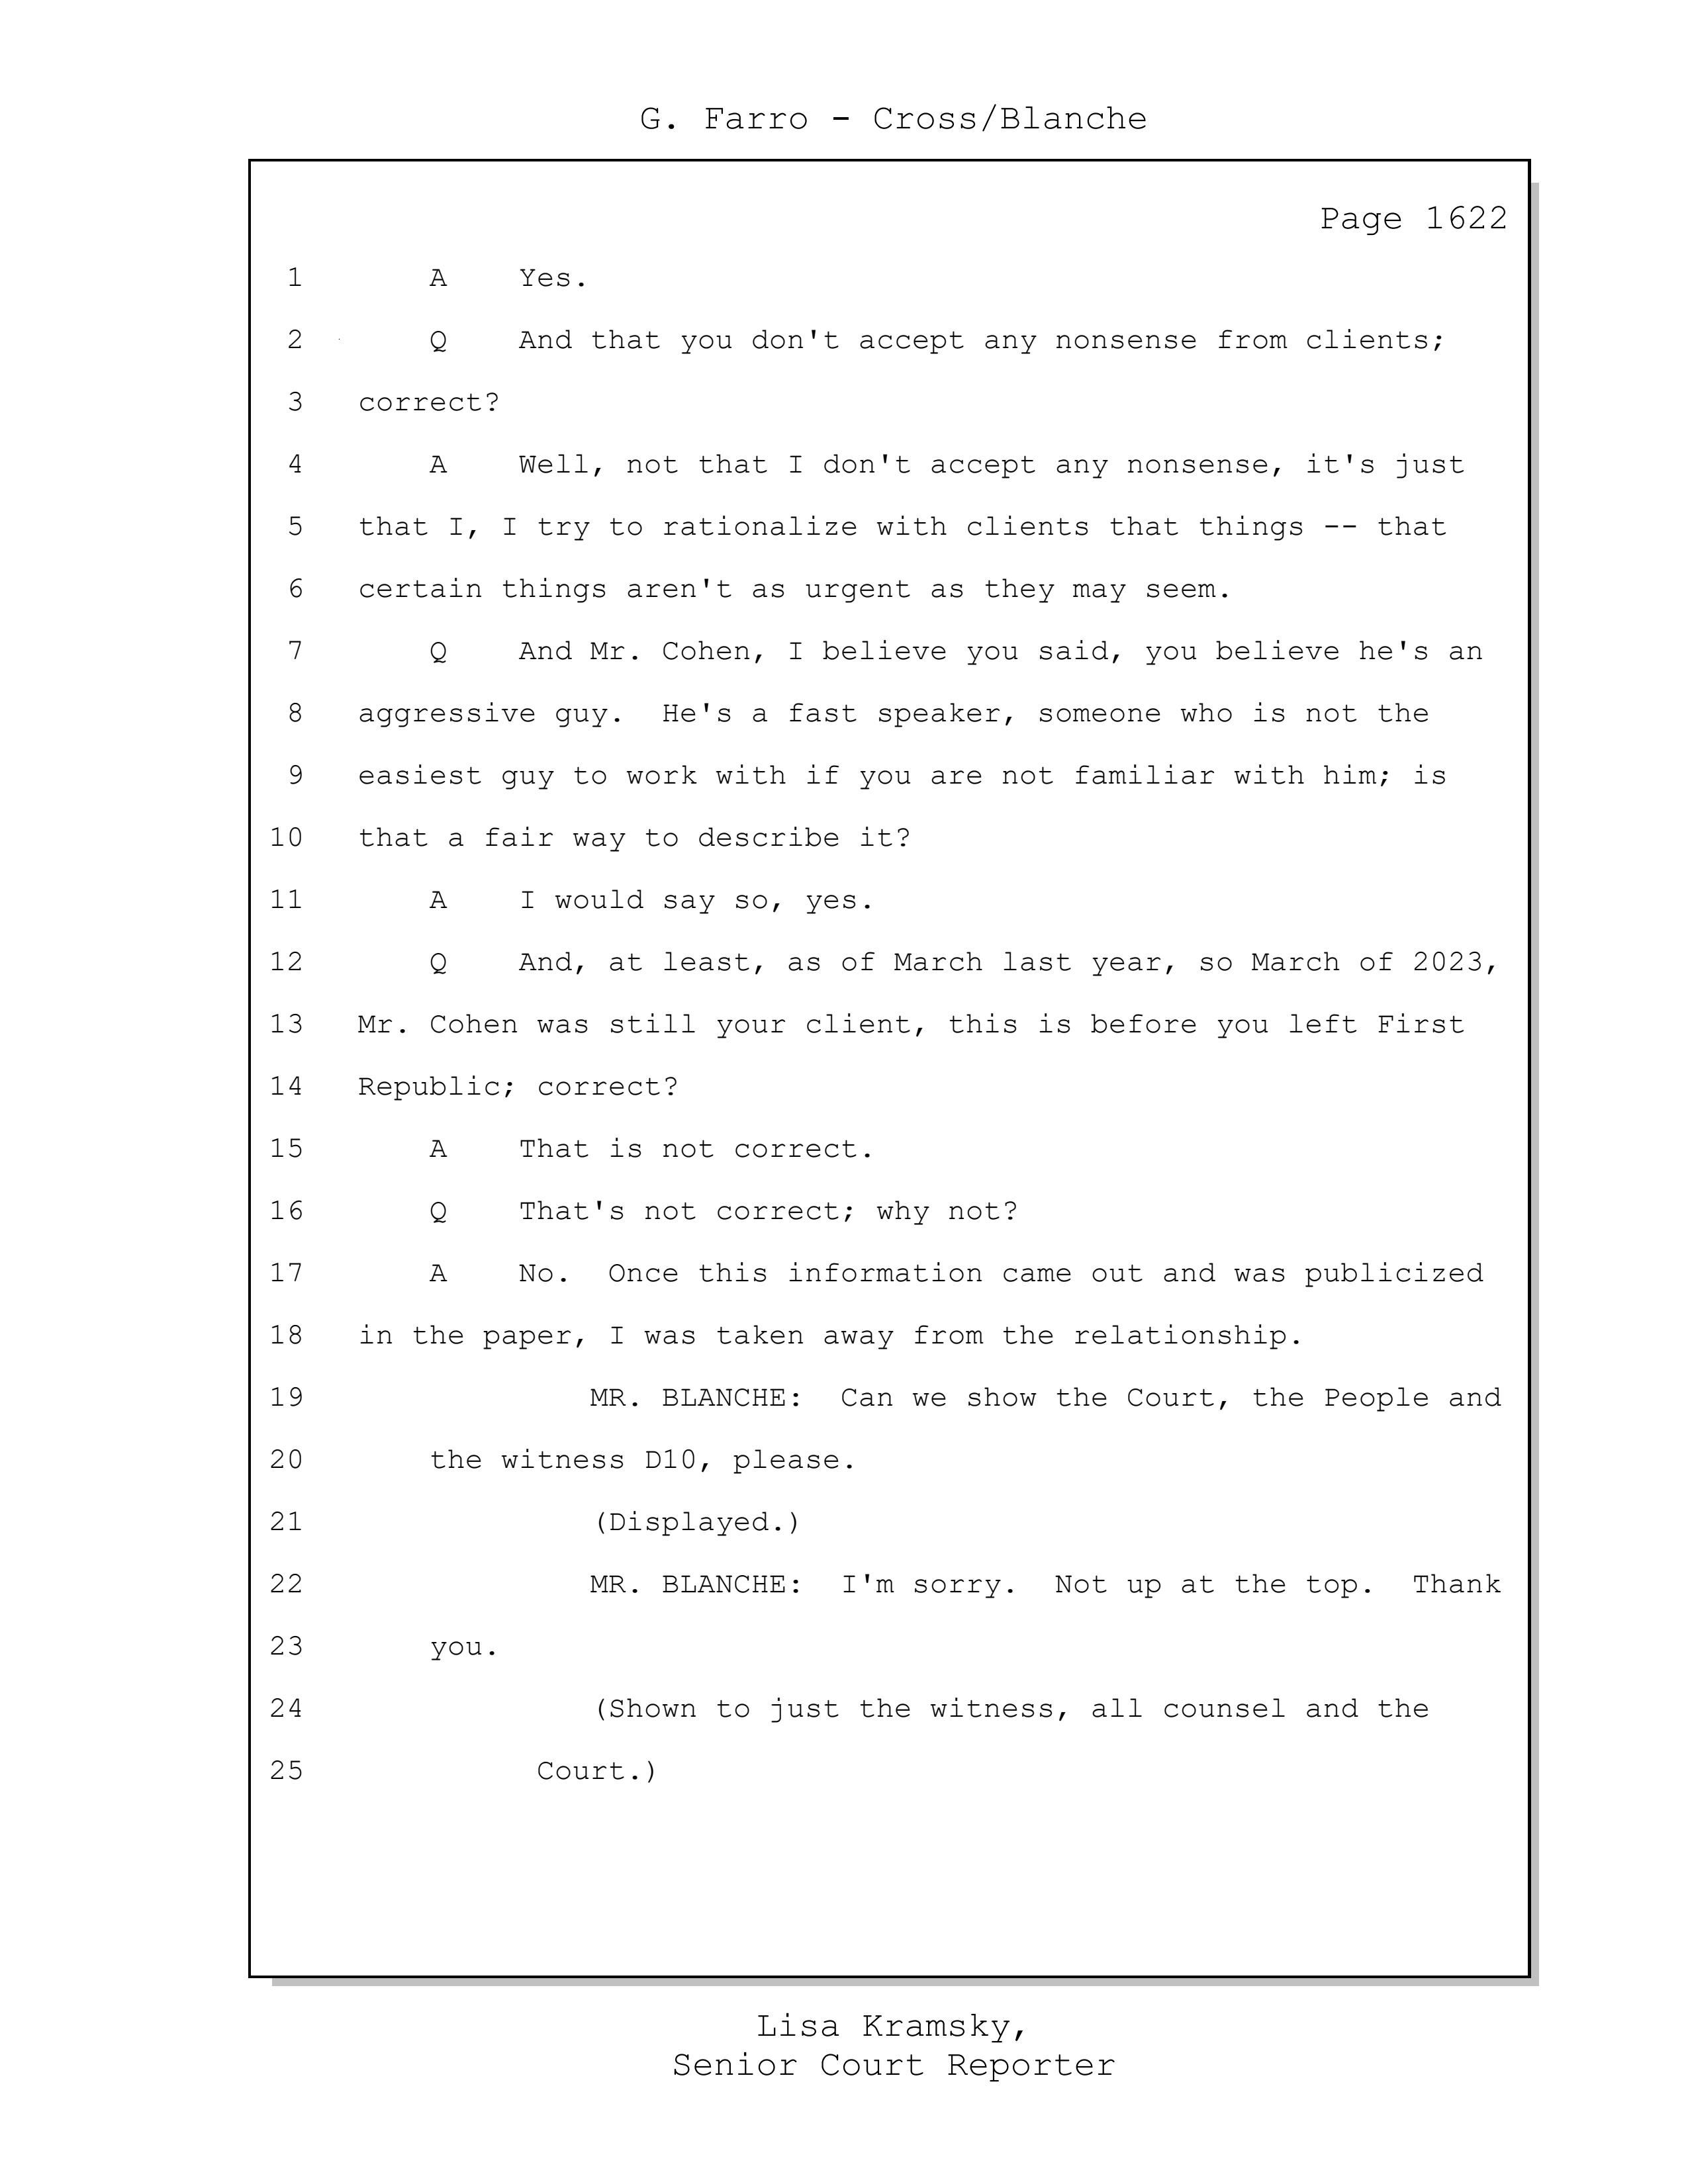 G. Farro - Cross/Blanche
Page 1622
1 A Yes.
2 Q And that you don't accept any nonsense from clients;
3 correct?
4 A Well, not that I don't accept any nonsense, it's just
5 that I, I try to rationalize with clients that things -- that
6 certain things aren't as urgent as they may seem.
7 Q And Mr. Cohen, I believe you said, you believe he's an
8 aggressive guy. He's a fast speaker, someone who is not the
9 easiest guy to work with if you are not familiar with him; is
10 that a fair way to describe it?
11 A I would say so, yes.
12 Q And, at least, as of March last year, so March of 2023,
13 Mr. Cohen was still your client, this is before you left First
14 Republic; correct?
15 A That is not correct.
16 Q That's not correct; why not?
17 A No. Once this information came out and was publicized
18 in the paper, I was taken away from the relationship.
19 MR. BLANCHE: Can we show the Court, the People and
20 the witness D10, please.
21 (Displayed.)
22 MR. BLANCHE: I'm sorry. Not up at the top. Thank
23 you.
24 (Shown to just the witness, all counsel and the
25 Court.)
Lisa Kramsky,
Senior Court Reporter